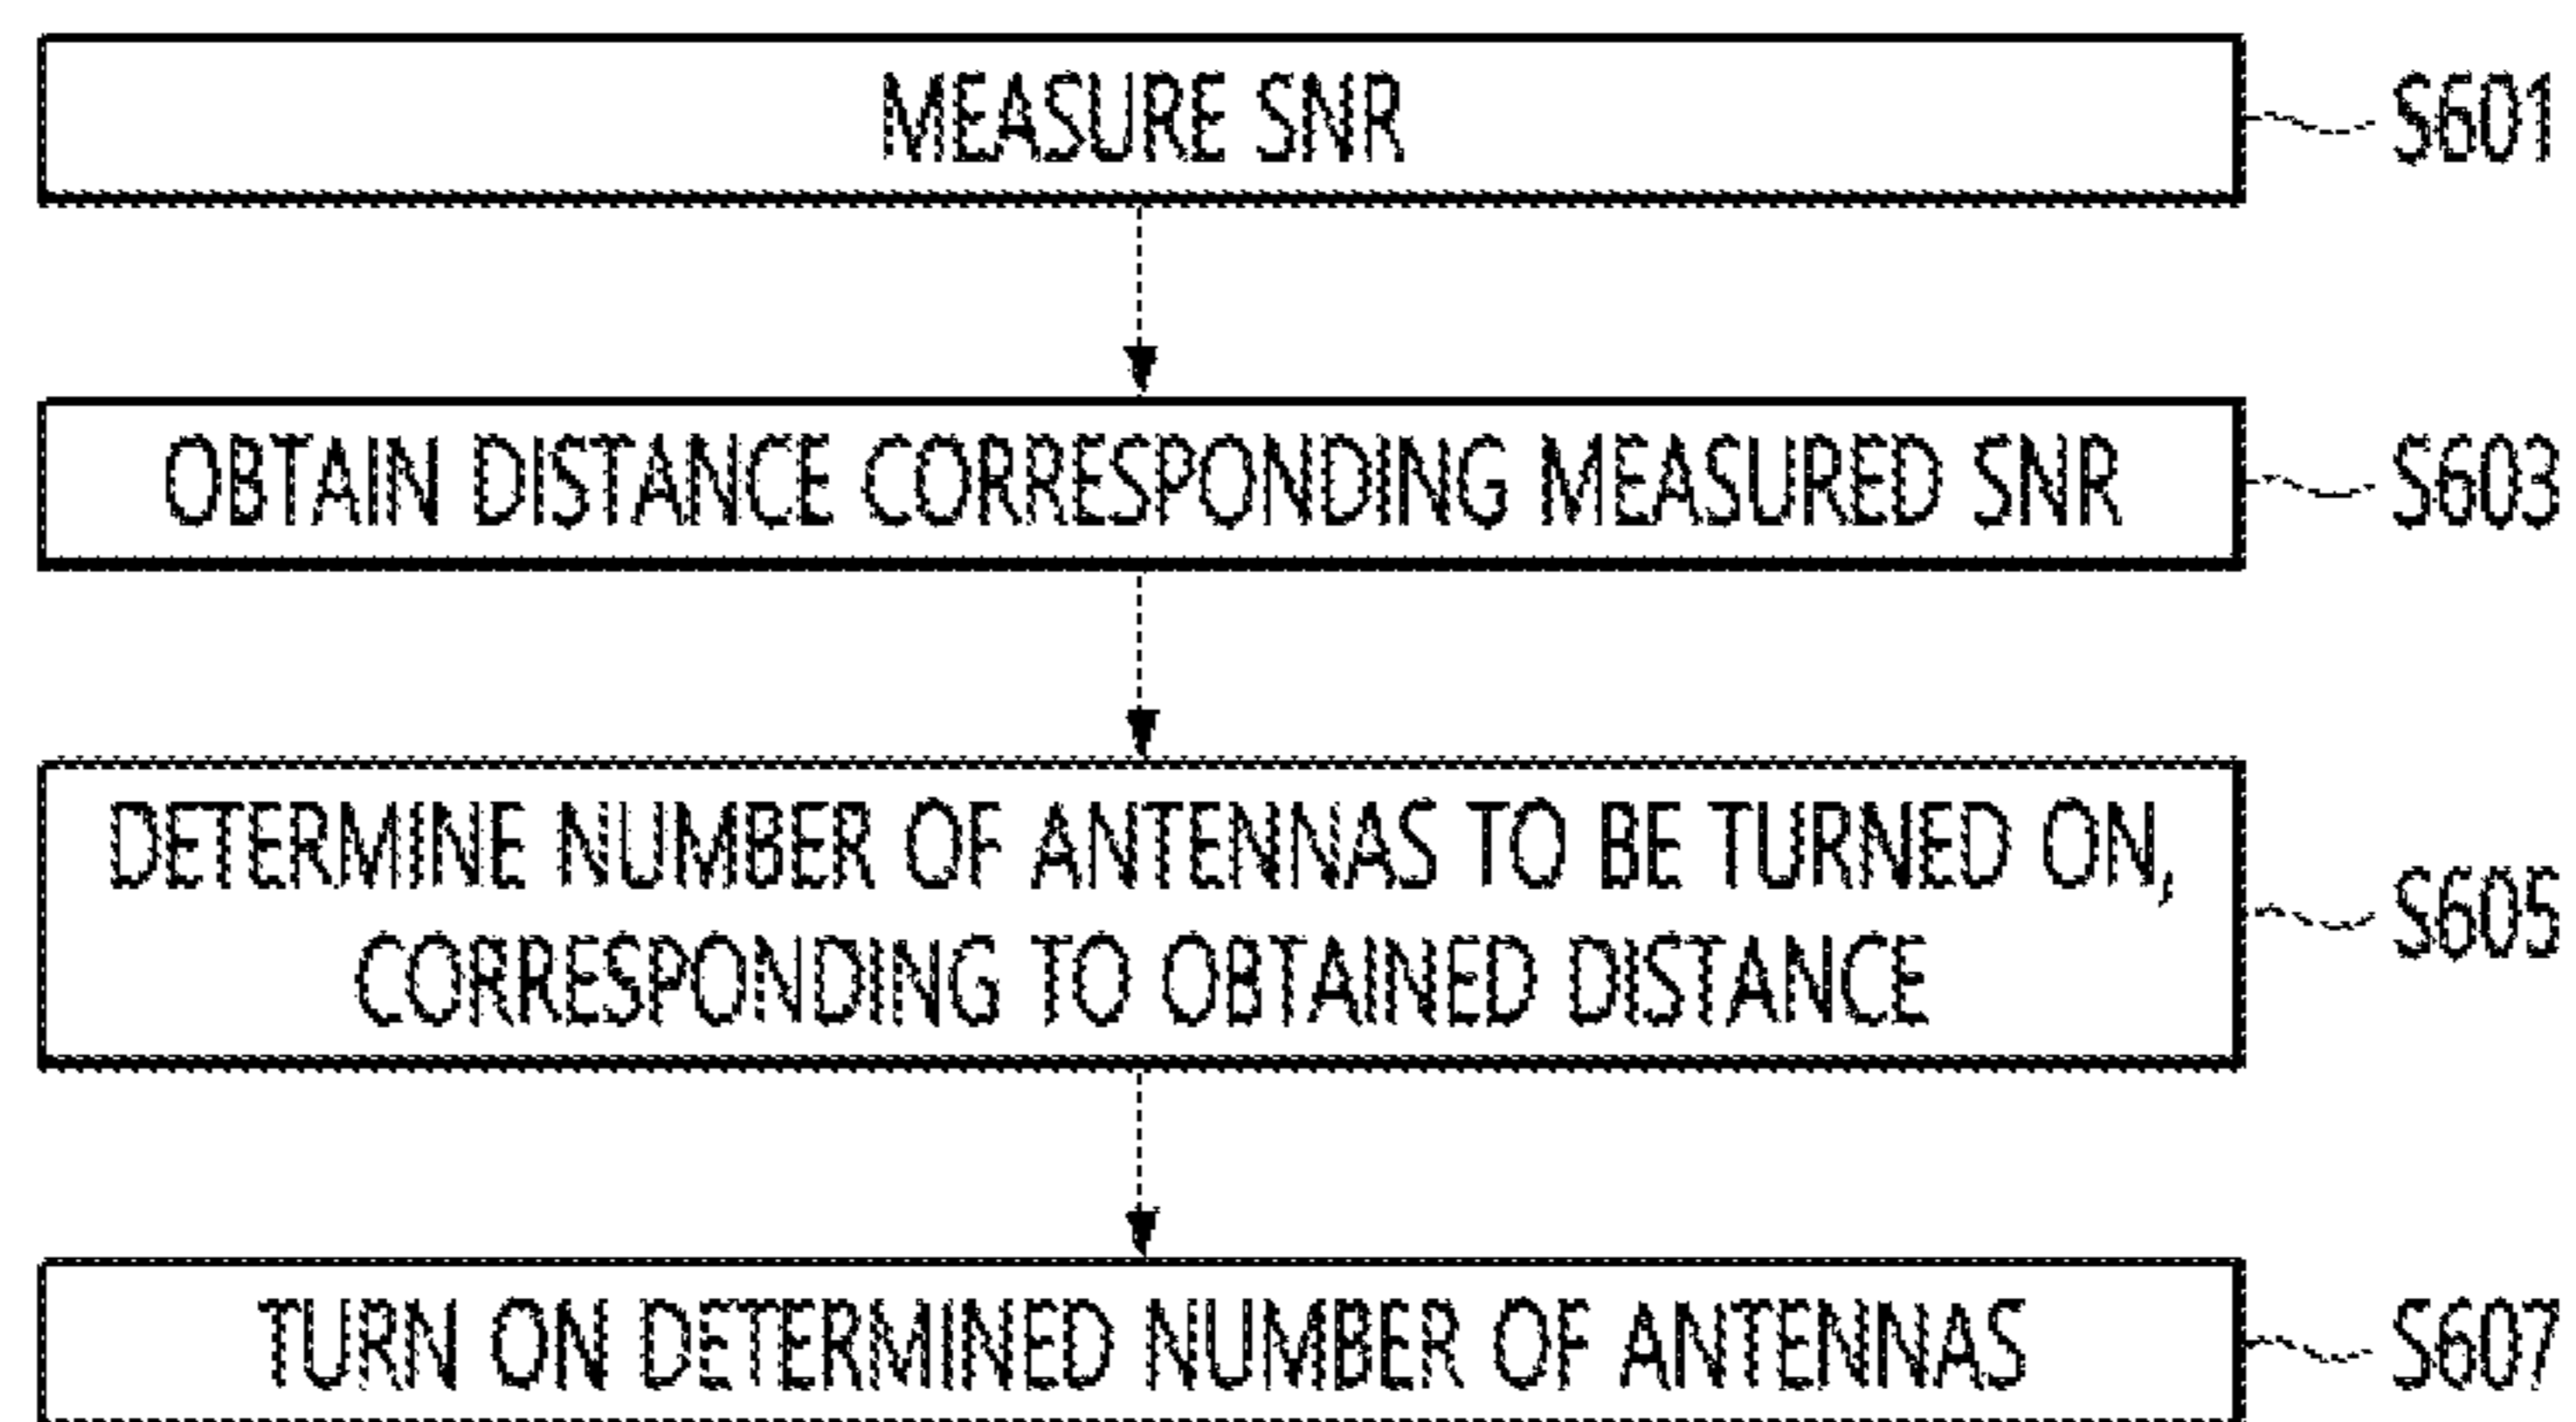 MEASURE SNR
S601
OBTAIN DISTANCE CORRESPONDING MEASURED SNR
S603
DETERMINE NUMBER OF ANTENNAS TO BE TURNED ON,
CORRESPONDING TO OBTAINED DISTANCE
S605
TURN ON DETERMINED NUMBER OF ANTENNAS
S607